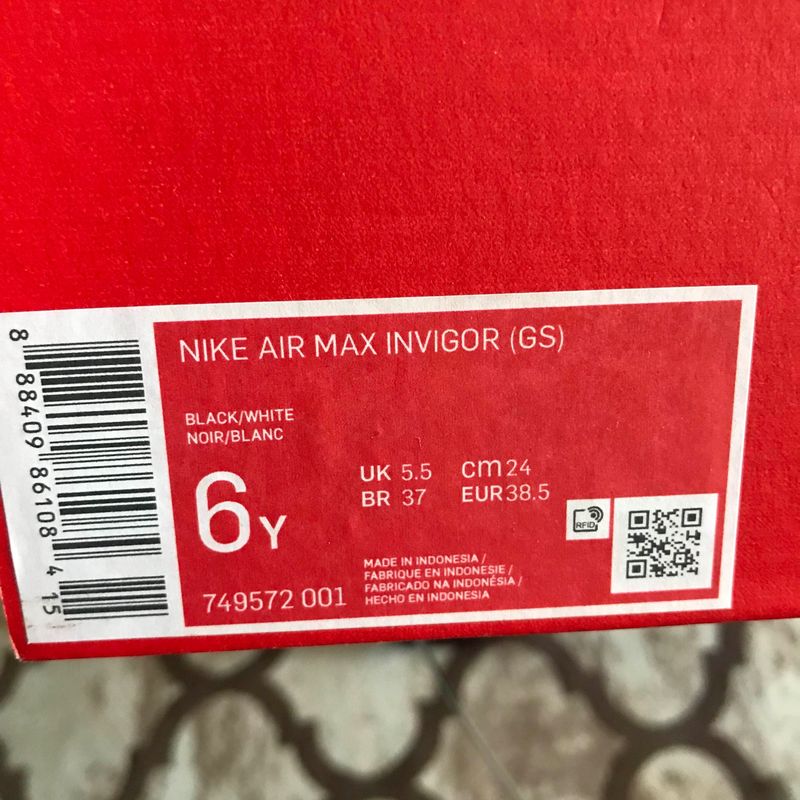 NIKE AIR MAX INVIGOR (GS)
BLACK/WHITE
NOIR/BLANC
6Y
UK 5.5 cm 24
BR 37 EUR 38.5
749572 001
MADE IN INDONESIA /
FABRIQUE EN INDONESIE /
FABRICADO NA INDONÉSIA /
HECHO EN INDONESIA
RFID
8 88409 86108 4 15